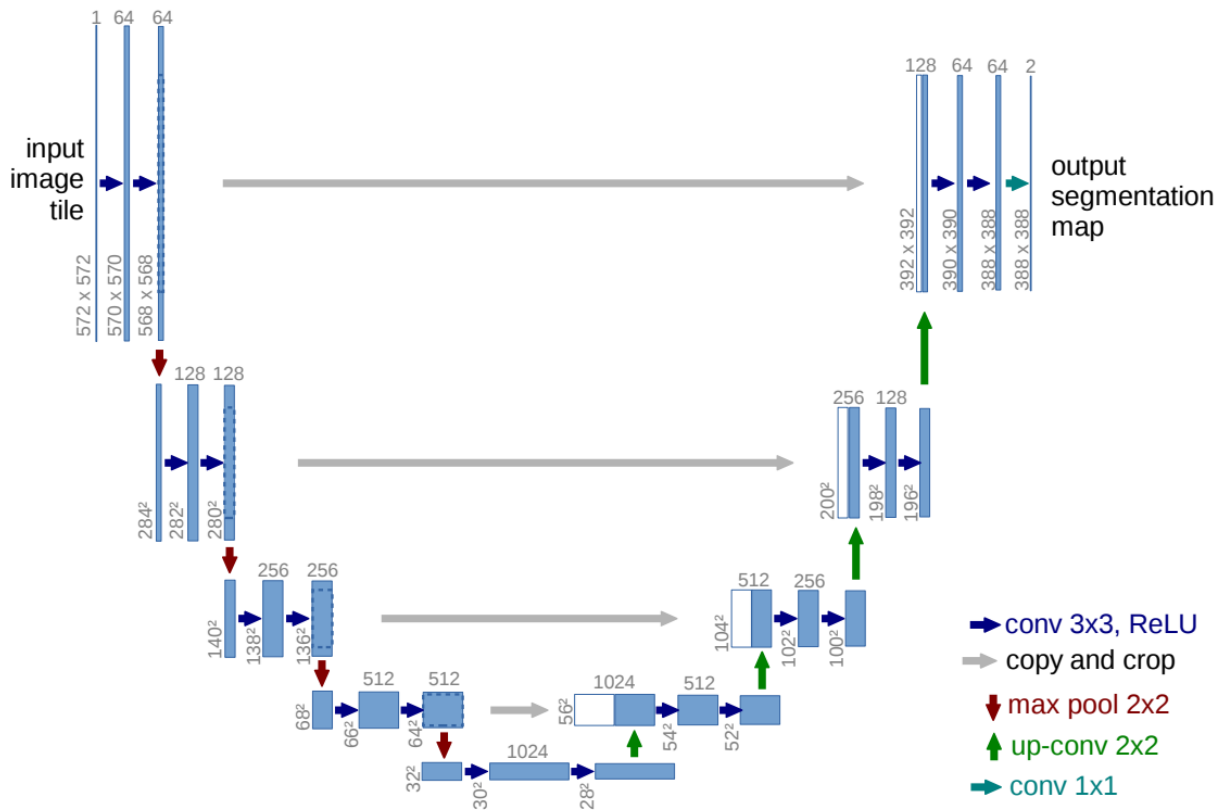 1 64 64
128 64 64 2
input
image
tile
output
segmentation
map
572 x 572
570 x 570
568 x 568
392 x 392
390 x 390
388 x 388
388 x 388
128 128
256 128
284²
282²
280²
200²
198²
196²
256 256
512 256
140²
138²
136²
104²
102²
100²
512 512
1024 512
68²
66²
64²
56²
54²
52²
1024
32²
30²
28²
conv 3x3, ReLU
copy and crop
max pool 2x2
up-conv 2x2
conv 1x1